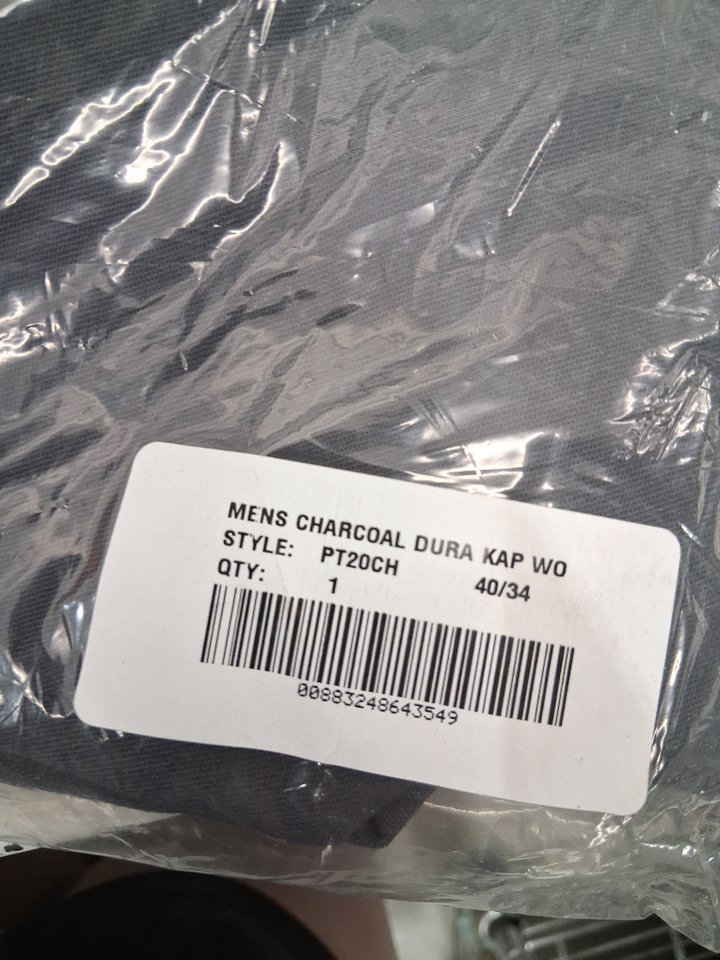 MENS CHARCOAL DURA KAP WO
STYLE: PT20CH 40/34
QTY: 1
00883248643549